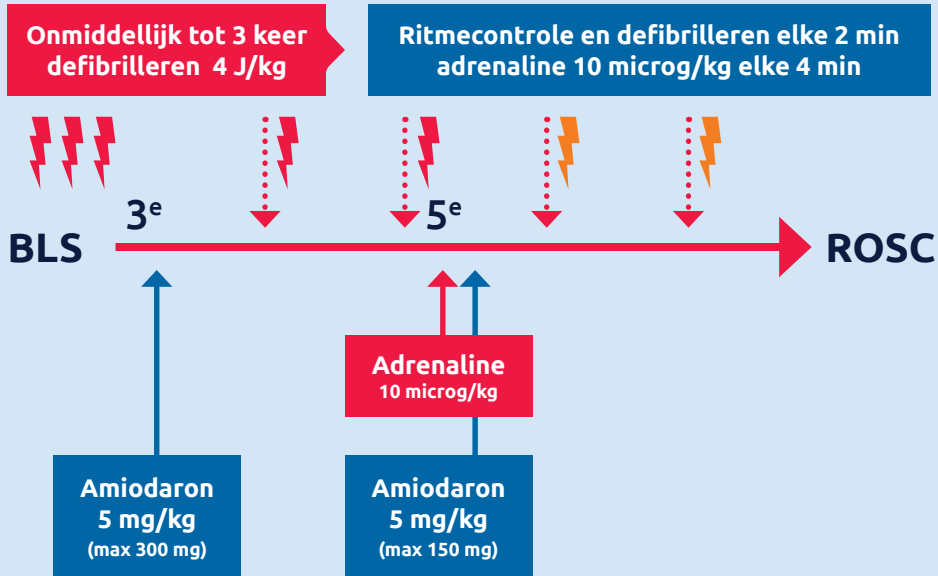 Onmiddellijk tot 3 keer
defibrilleren 4 J/kg
Ritmecontrole en defibrilleren elke 2 min
adrenaline 10 microg/kg elke 4 min
3e
5e
BLS
ROSC
Adrenaline
10 microg/kg
Amiodaron
5 mg/kg
(max 300 mg)
Amiodaron
5 mg/kg
(max 150 mg)